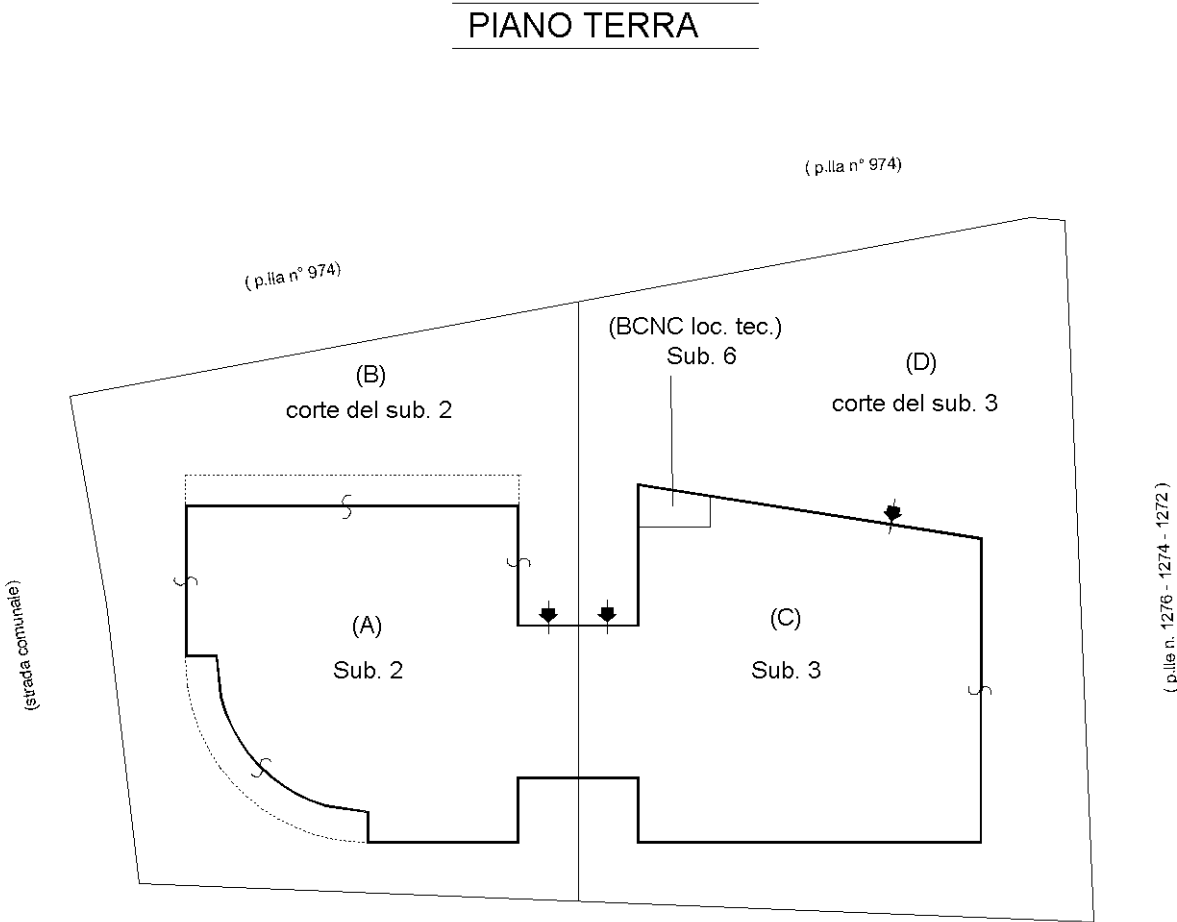 PIANO TERRA
( p.lla n° 974)
( p.lla n° 974)
(BCNC loc. tec.)
Sub. 6
(B)
corte del sub. 2
(D)
corte del sub. 3
(strada comunale)
(A)
Sub. 2
(C)
Sub. 3
( p.lle n. 1276 - 1274 - 1272 )